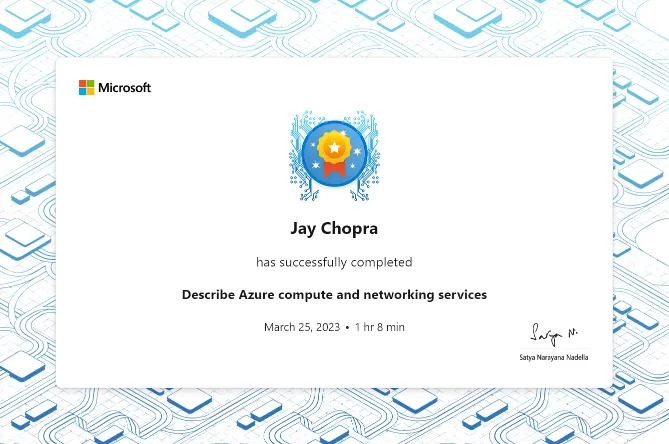 Microsoft
Jay Chopra
has successfully completed
Describe Azure compute and networking services
March 25, 2023 • 1 hr 8 min
Satya N.
Satya Narayana Nadella